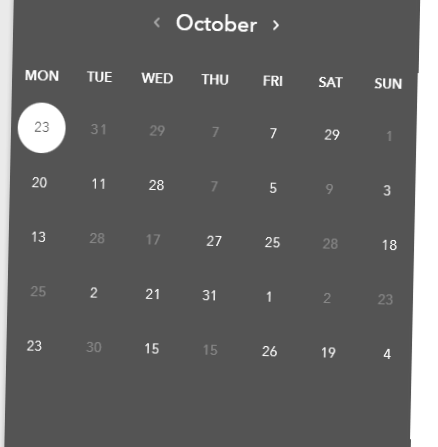 ‹ October ›
MON TUE WED THU FRI SAT SUN
23 31 29 7 7 29 1
20 11 28 7 5 9 3
13 28 17 27 25 28 18
25 2 21 31 1 2 23
23 30 15 15 26 19 4